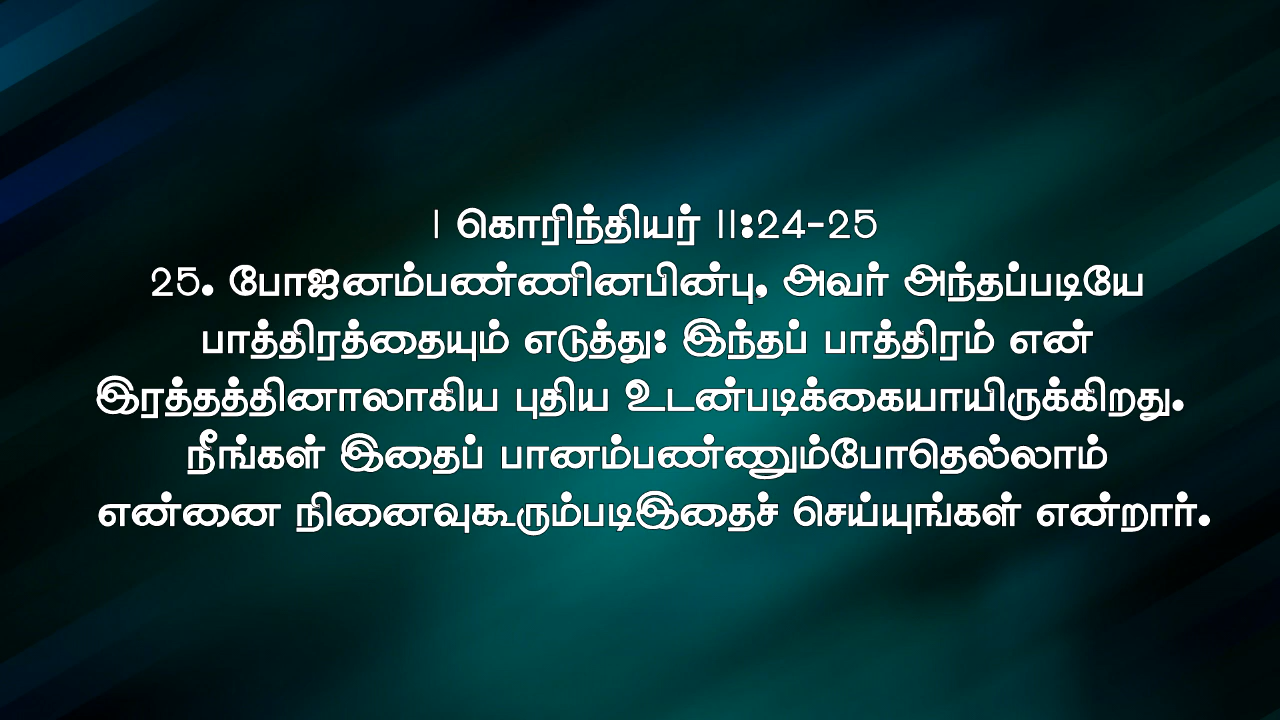 I கொரிந்தியர் 11:24-25
25. போஜனம்பண்ணினபின்பு, அவர் அந்தப்படியே
பாத்திரத்தையும் எடுத்து: இந்தப் பாத்திரம் என்
இரத்தத்தினாலாகிய புதிய உடன்படிக்கையாயிருக்கிறது.
நீங்கள் இதைப் பானம்பண்ணும்போதெல்லாம்
என்னை நினைவுகூரும்படிஇதைச் செய்யுங்கள் என்றார்.